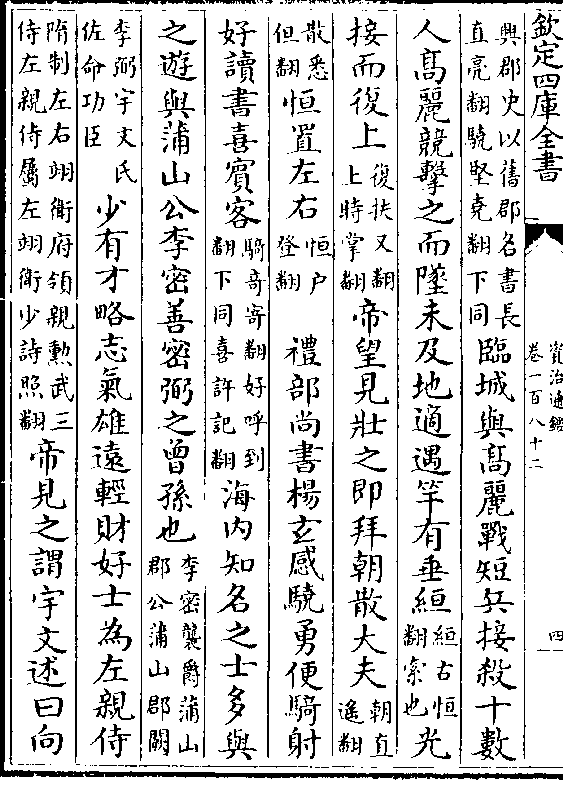 欽定四庫全書
資治通鑑
卷一百八十二
四
興郡史以舊郡名書長直亮翻驍堅堯翻下同臨城與髙麗戰短兵接殺十數
人髙麗競擊之而墜未及地適遇竿有垂絙絙古恒翻索也光
接而復上復扶又翻上時掌翻帝望見壯之即拜朝散大夫朝直遙翻
散悉但翻恒置左右恒户登翻禮部尚書楊玄感驍勇便騎射
好讀書喜賓客騎奇寄翻好呼到翻下同喜許記翻海内知名之士多與
之遊與蒲山公李密善密弼之曾孫也李密襲爵蒲山郡公蒲山郡闕
李弼宇文氏佐命功臣少有才略志氣雄遠輕財好士為左親侍
隋制左右翊衛府領親勲武三侍左親侍屬左翊衛少詩照翻帝見之謂宇文述曰向